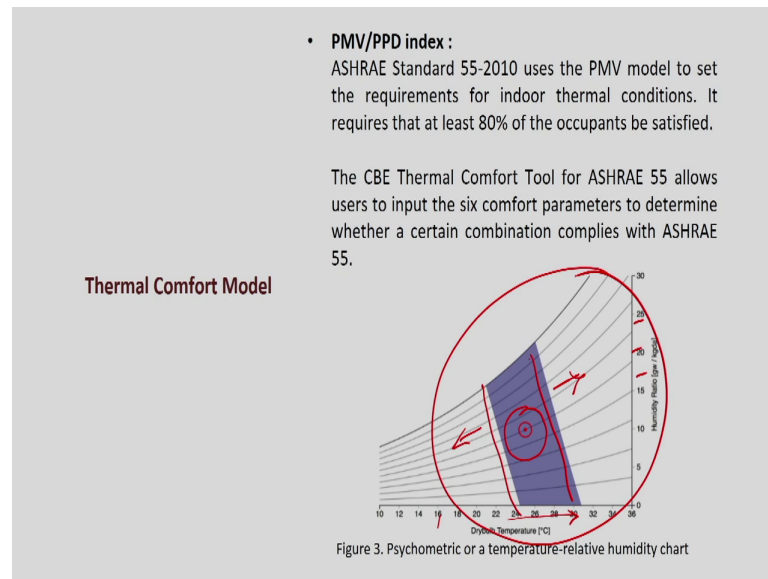 • PMV/PPD index :
ASHRAE Standard 55-2010 uses the PMV model to set
the requirements for indoor thermal conditions. It
requires that at least 80% of the occupants be satisfied.
The CBE Thermal Comfort Tool for ASHRAE 55 allows
users to input the six comfort parameters to determine
whether a certain combination complies with ASHRAE
55.
Thermal Comfort Model
30
25
20
15
10
5
0
Humidity Ratio [gw / kgda]
10 12 14 16 18 20 22 24 26 28 30 32 34 36
Drybulb Temperature [°C]
Figure 3. Psychometric or a temperature-relative humidity chart